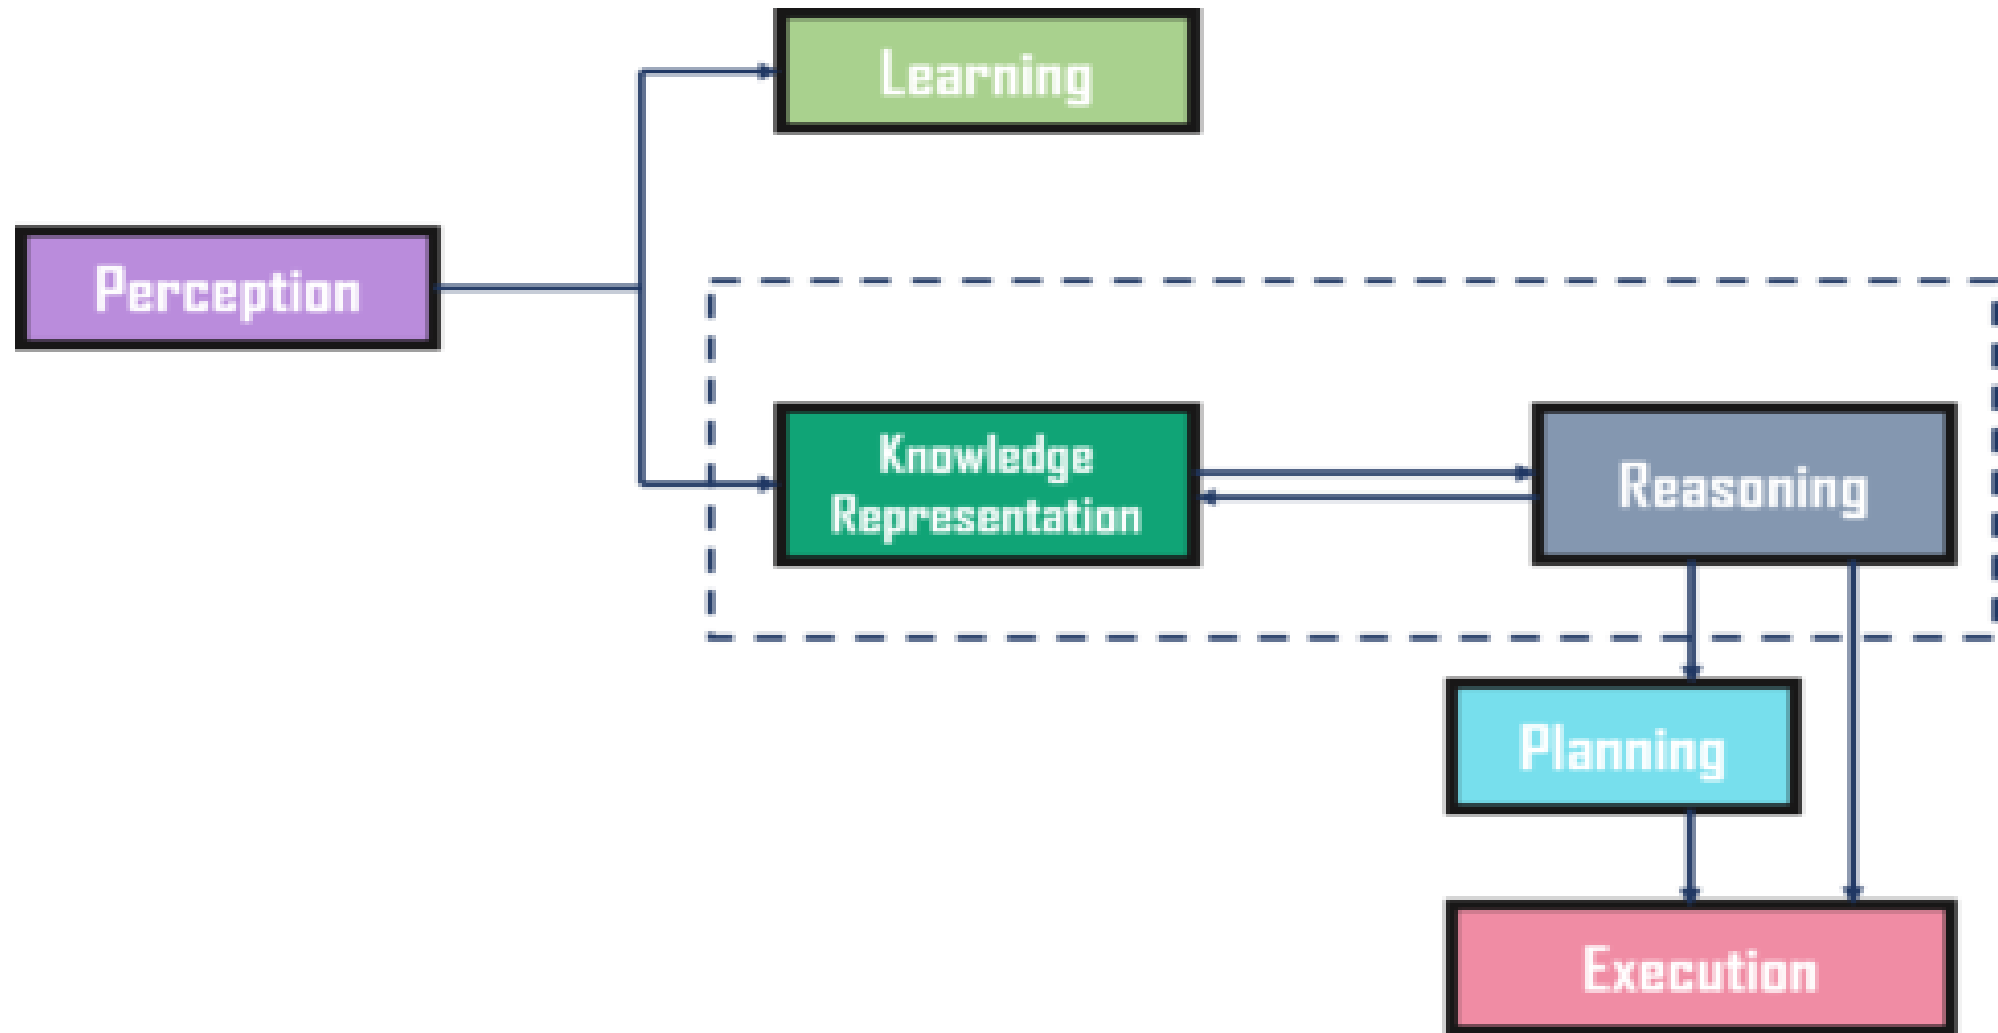 Learning
Perception
Knowledge
Representation
Reasoning
Planning
Execution